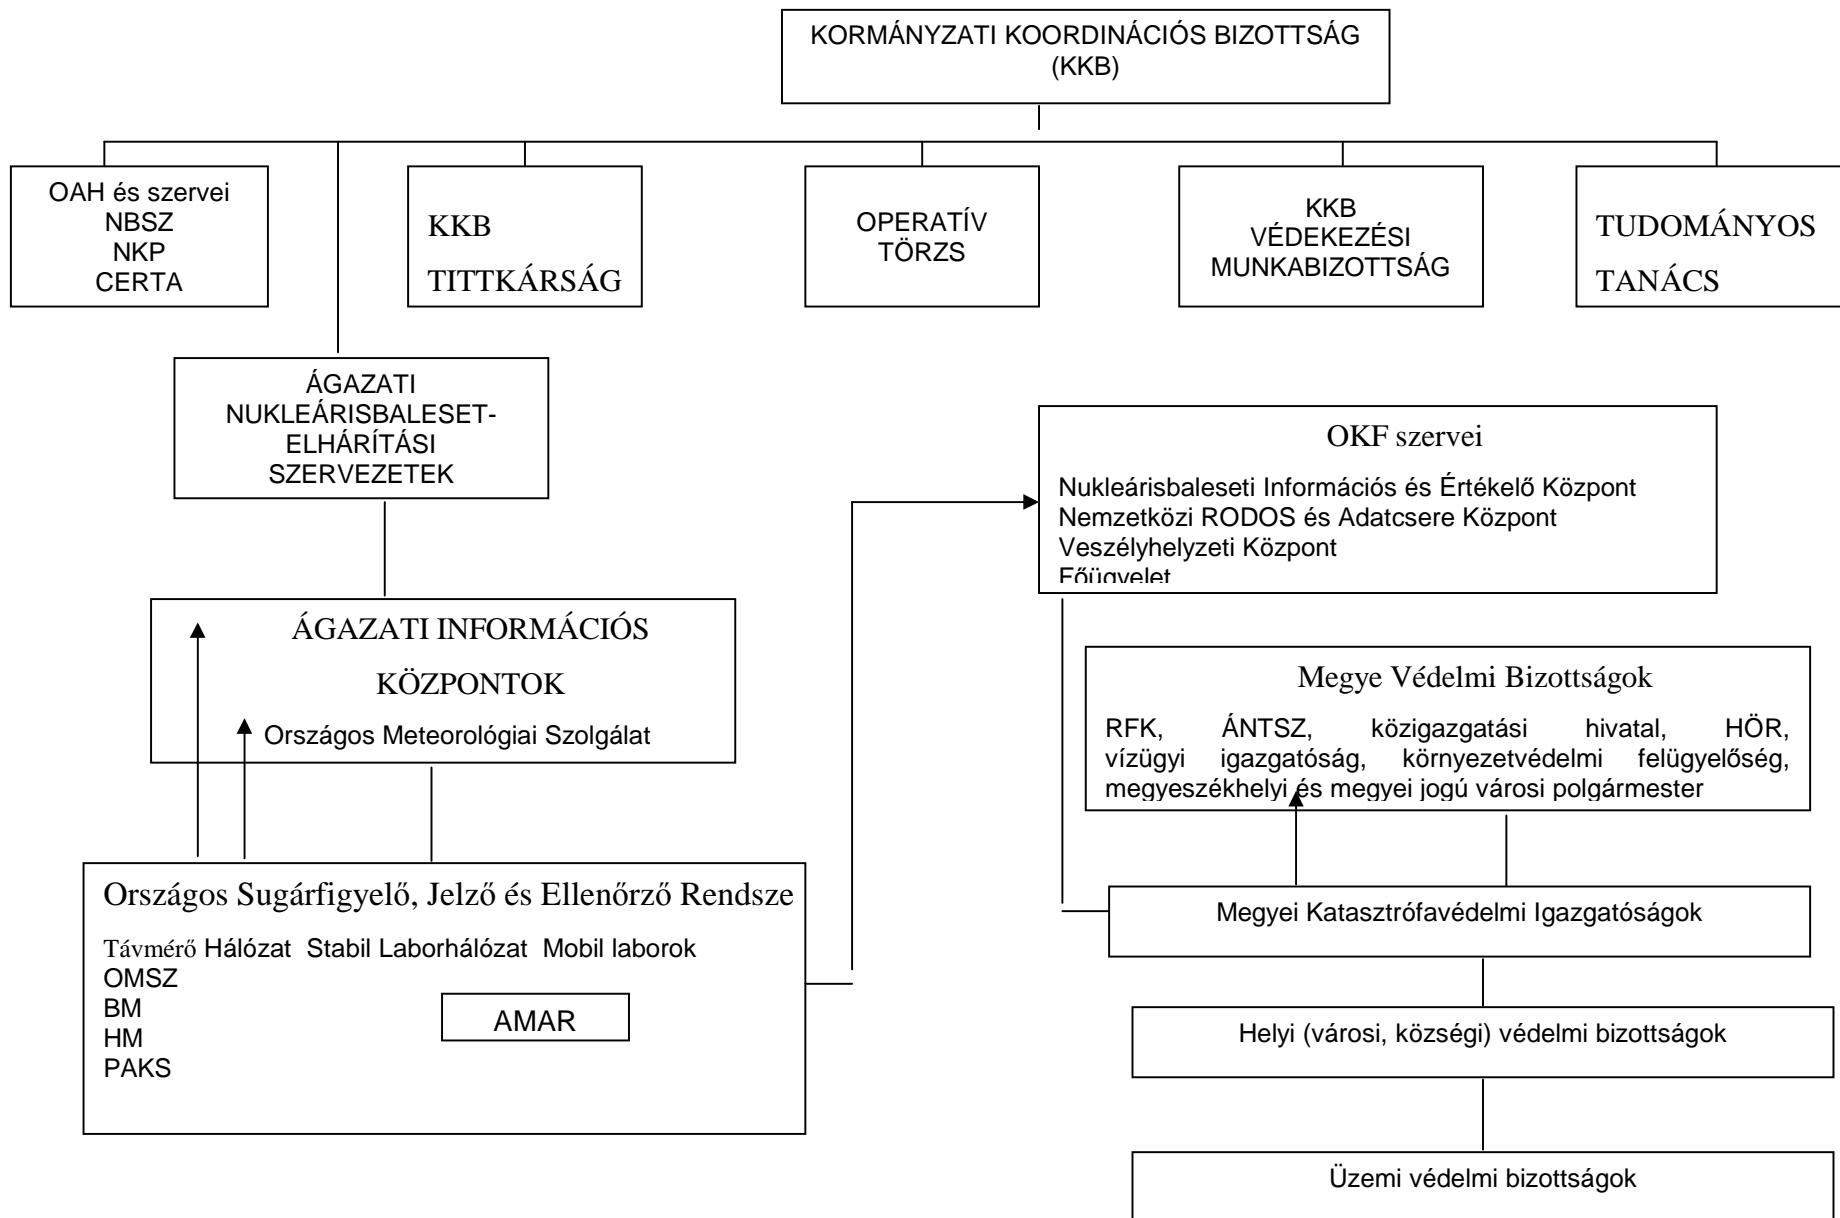 KORMÁNYZATI KOORDINÁCIÓS BIZOTTSÁG
(KKB)
OAH és szervei
NBSZ
NKP
CERTA
KKB
TITTKÁRSÁG
OPERATÍV
TÖRZS
KKB
VÉDEKEZÉSI
MUNKABIZOTTSÁG
TUDOMÁNYOS
TANÁCS
ÁGAZATI
NUKLEÁRISBALESET-
ELHÁRÍTÁSI
SZERVEZETEK
OKF szervei
Nukleárisbaleseti Információs és Értékelő Központ
Nemzetközi RODOS és Adatcsere Központ
Veszélyhelyzeti Központ
Főügyelet
ÁGAZATI INFORMÁCIÓS
KÖZPONTOK
Országos Meteorológiai Szolgálat
Megye Védelmi Bizottságok
RFK, ÁNTSZ, közigazgatási hivatal, HÖR,
vízügyi igazgatóság, környezetvédelmi felügyelőség,
megyeszékhelyi és megyei jogú városi polgármester
Országos Sugárfigyelő, Jelző és Ellenőrző Rendsze
Távmérő Hálózat Stabil Laborhálózat Mobil laborok
OMSZ
BM
HM
PAKS
AMAR
Megyei Katasztrófavédelmi Igazgatóságok
Helyi (városi, községi) védelmi bizottságok
Üzemi védelmi bizottságok